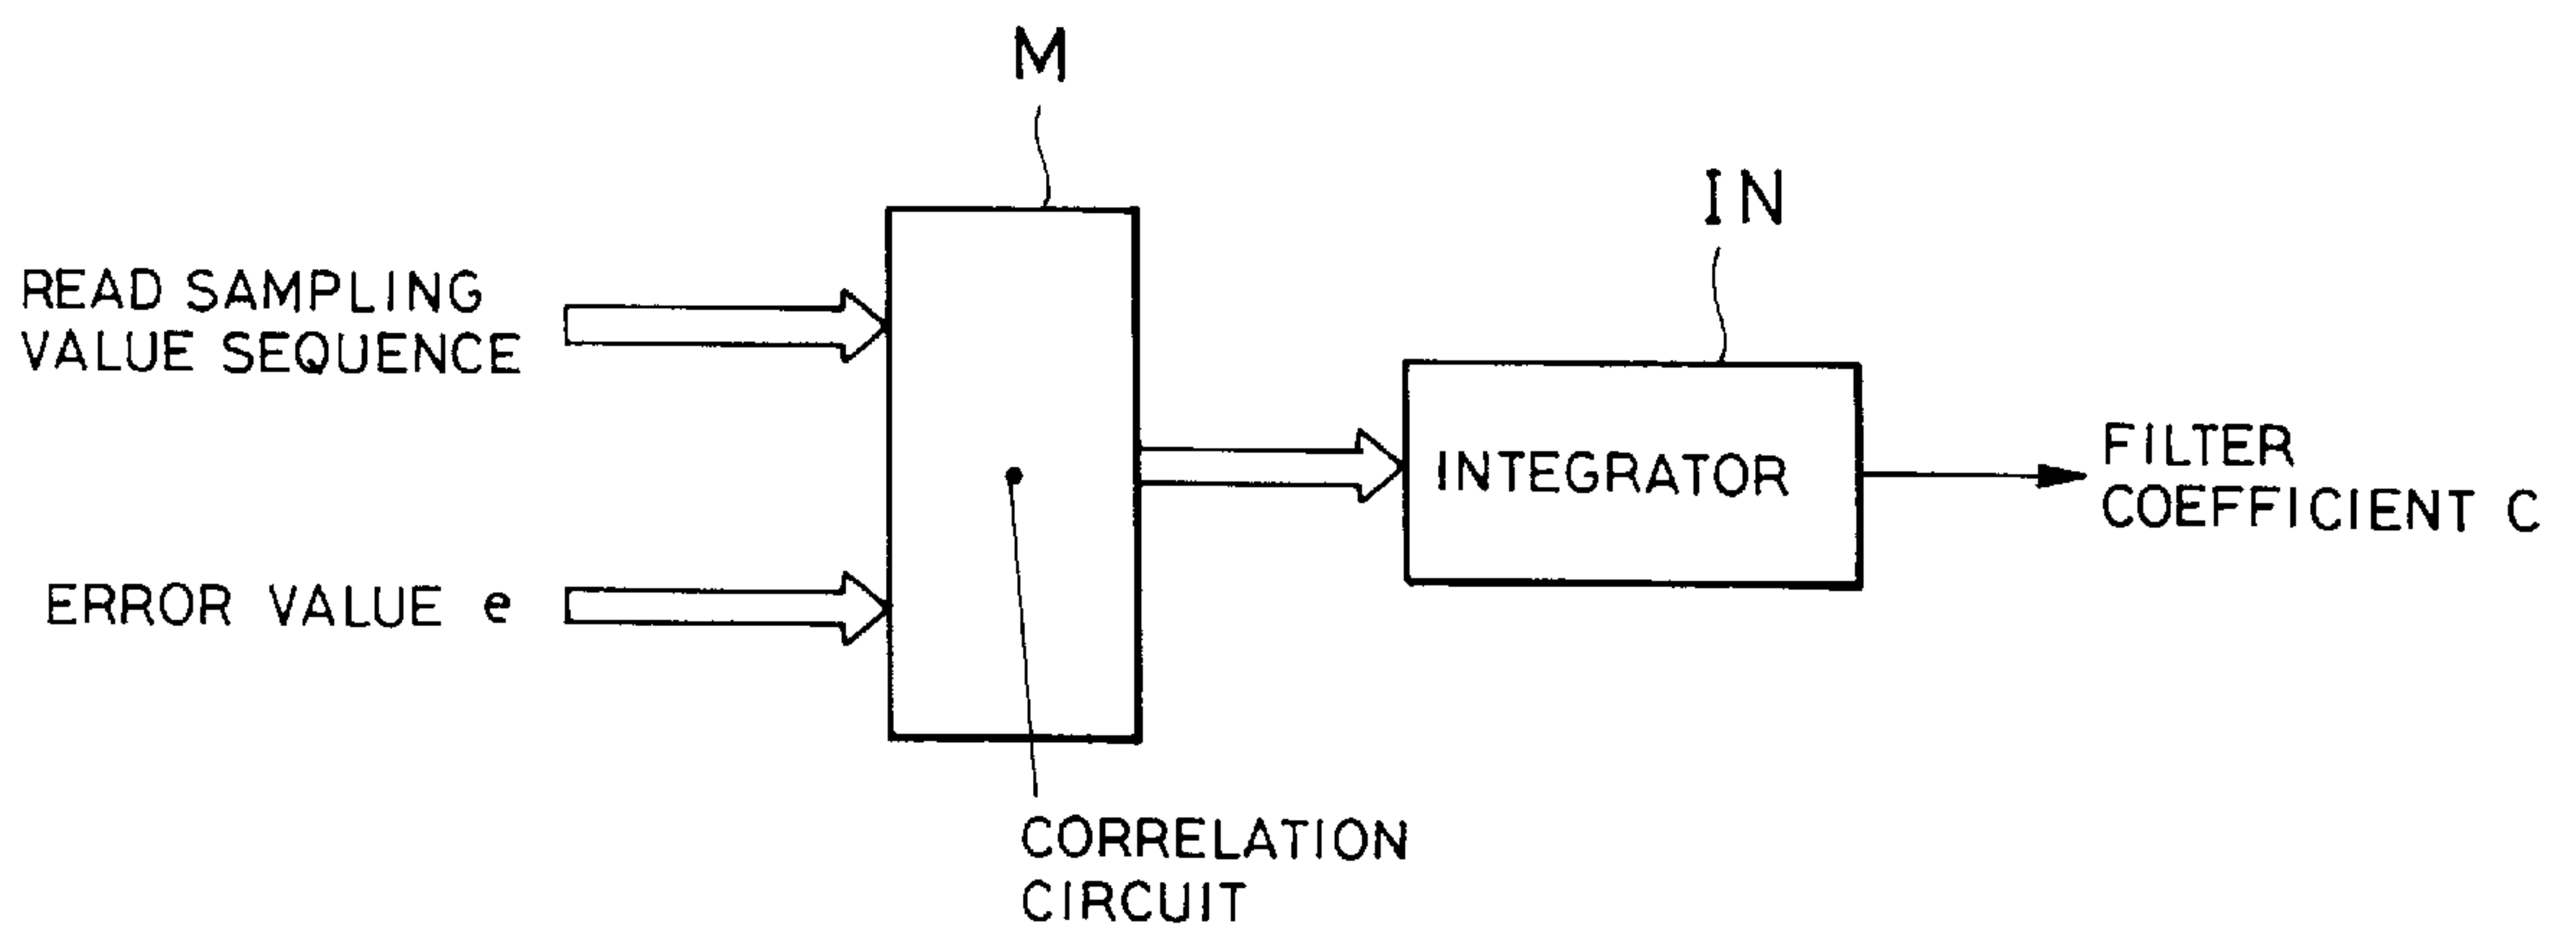 M
IN
READ SAMPLING
VALUE SEQUENCE
INTEGRATOR
FILTER
COEFFICIENT C
ERROR VALUE e
CORRELATION
CIRCUIT